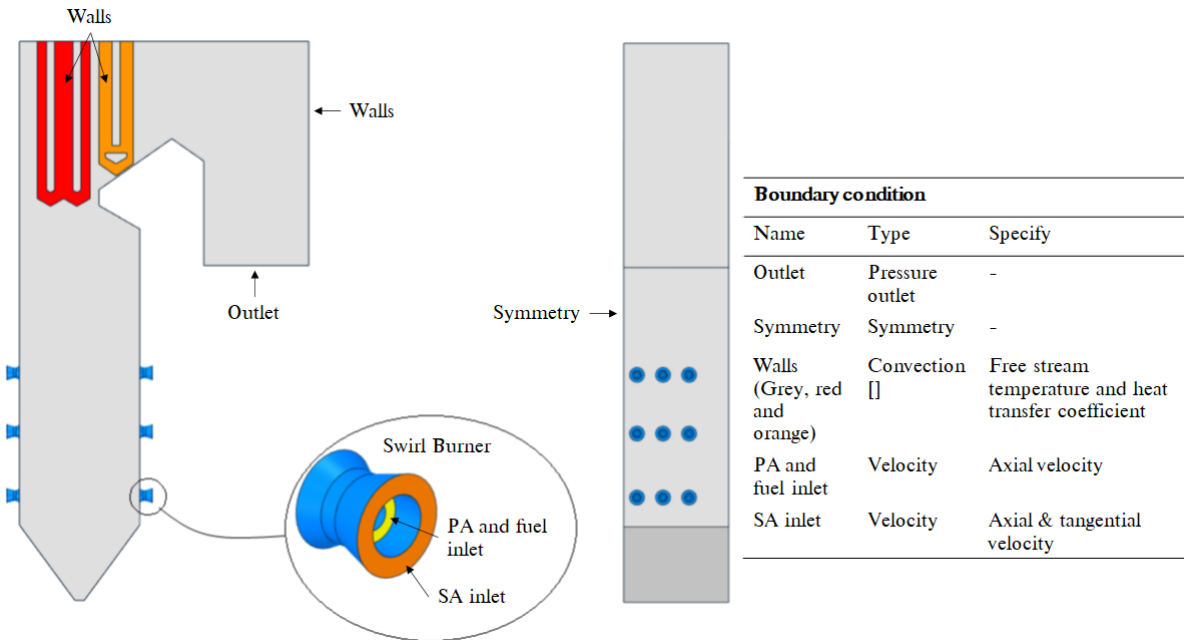 Walls
Walls
Outlet
Swirl Burner
PA and fuel
inlet
SA inlet
Symmetry
Boundary condition
Name Type Specify
Outlet Pressure outlet -
Symmetry Symmetry -
Walls (Grey, red and orange) Convection [] Free stream temperature and heat transfer coefficient
PA and fuel inlet Velocity Axial velocity
SA inlet Velocity Axial & tangential velocity